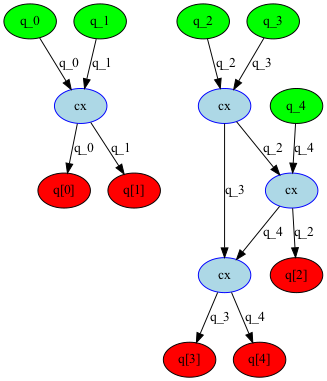 q_0 q_1 q_2 q_3
q_0 q_1 q_2 q_3
cx cx q_4
q_0 q_1 q_2 q_4
q[0] q[1] q_3 cx
q_4 q_2
cx q[2]
q_3 q_4
q[3] q[4]